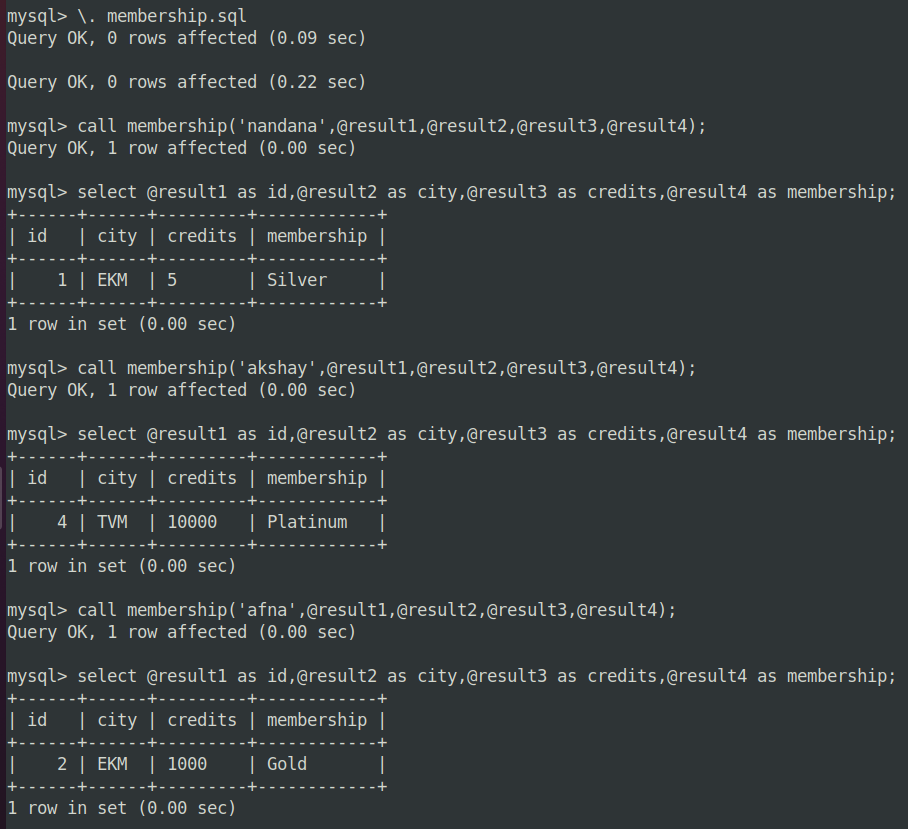 mysql> \. membership.sql
Query OK, 0 rows affected (0.09 sec)
Query OK, 0 rows affected (0.22 sec)
mysql> call membership('nandana',@result1,@result2,@result3,@result4);
Query OK, 1 row affected (0.00 sec)
mysql> select @result1 as id,@result2 as city,@result3 as credits,@result4 as membership;
+------+------+---------+------------+
| id   | city | credits | membership |
+------+------+---------+------------+
|    1 | EKM  | 5       | Silver     |
+------+------+---------+------------+
1 row in set (0.00 sec)
mysql> call membership('akshay',@result1,@result2,@result3,@result4);
Query OK, 1 row affected (0.00 sec)
mysql> select @result1 as id,@result2 as city,@result3 as credits,@result4 as membership;
+------+------+---------+------------+
| id   | city | credits | membership |
+------+------+---------+------------+
|    4 | TVM  | 10000   | Platinum   |
+------+------+---------+------------+
1 row in set (0.00 sec)
mysql> call membership('afna',@result1,@result2,@result3,@result4);
Query OK, 1 row affected (0.00 sec)
mysql> select @result1 as id,@result2 as city,@result3 as credits,@result4 as membership;
+------+------+---------+------------+
| id   | city | credits | membership |
+------+------+---------+------------+
|    2 | EKM  | 1000    | Gold       |
+------+------+---------+------------+
1 row in set (0.00 sec)